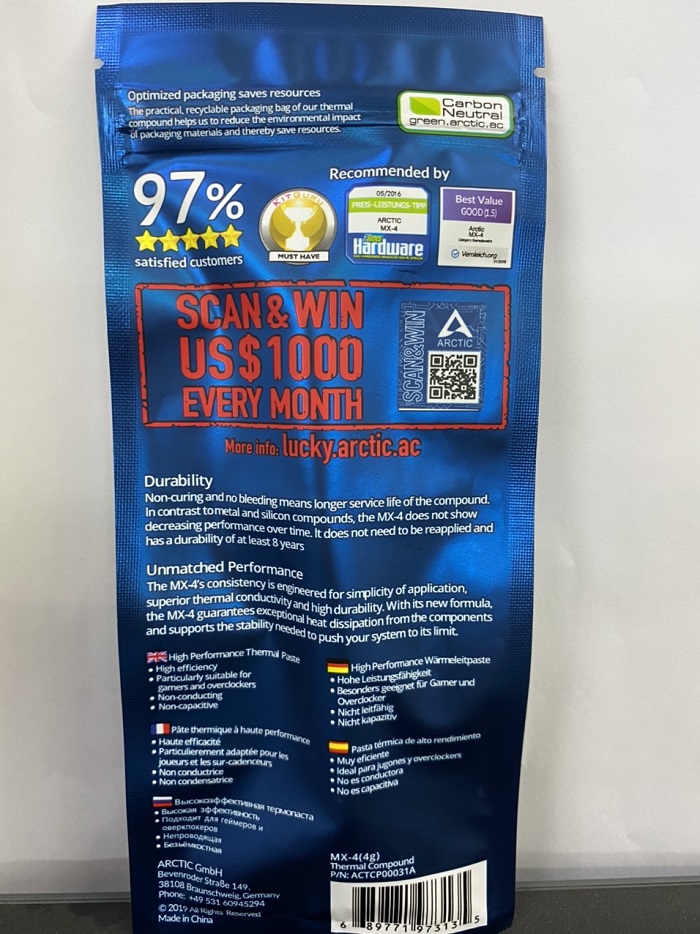 Optimized packaging saves resources
The practical, recyclable packaging bag of our thermal
compound helps us to reduce the environmental impact
of packaging materials and thereby save resources.
Carbon
Neutral
green.arctic.ac
97%
satisfied customers
Recommended by
KITGURU
MUST HAVE
05/2016
PREIS-LEISTUNGS-TIPP
ARCTIC
MX-4
Hardware
Best Value
GOOD (1.5)
Arctic
MX-4
Vergleich.org
SCAN & WIN
US$1000
EVERY MONTH
SCAN&WIN
ARCTIC
More info: lucky.arctic.ac
Durability
Non-curing and no bleeding means longer service life of the compound.
In contrast to metal and silicon compounds, the MX-4 does not show
decreasing performance over time. It does not need to be reapplied and
has a durability of at least 8 years
Unmatched Performance
The MX-4's consistency is engineered for simplicity of application,
superior thermal conductivity and high durability. With its new formula,
the MX-4 guarantees exceptional heat dissipation from the components
and supports the stability needed to push your system to its limit.
High Performance Thermal Paste
• High efficiency
• Particularly suitable for
gamers and overclockers
• Non-conducting
• Non-capacitive
High Performance Wärmeleitpaste
• Hohe Leistungsfähigkeit
• Besonders geeignet für Gamer und
Overclocker
• Nicht leitfähig
• Nicht kapazitiv
Pâte thermique à haute performance
• Haute efficacité
• Particulierement adaptée pour les
joueurs et les sur-cadenceurs
• Non conductrice
• Non condensatrice
Pasta térmica de alto rendimiento
• Muy eficiente
• Ideal para jugones y overclockers
• No es conductora
• No es capacitiva
Высокоэффективная термопаста
• Высокая эффективность
• Подходит для геймеров и
оверклокеров
• Непроводящая
• Безъёмкостная
ARCTIC GmbH
Bevenroder Straße 149,
38108 Braunschweig, Germany
Phone: +49 531 60945294
© 2019 All Rights Reserved
Made in China
MX-4(4g)
Thermal Compound
P/N: ACTCP00031A
6 89771 97313 5